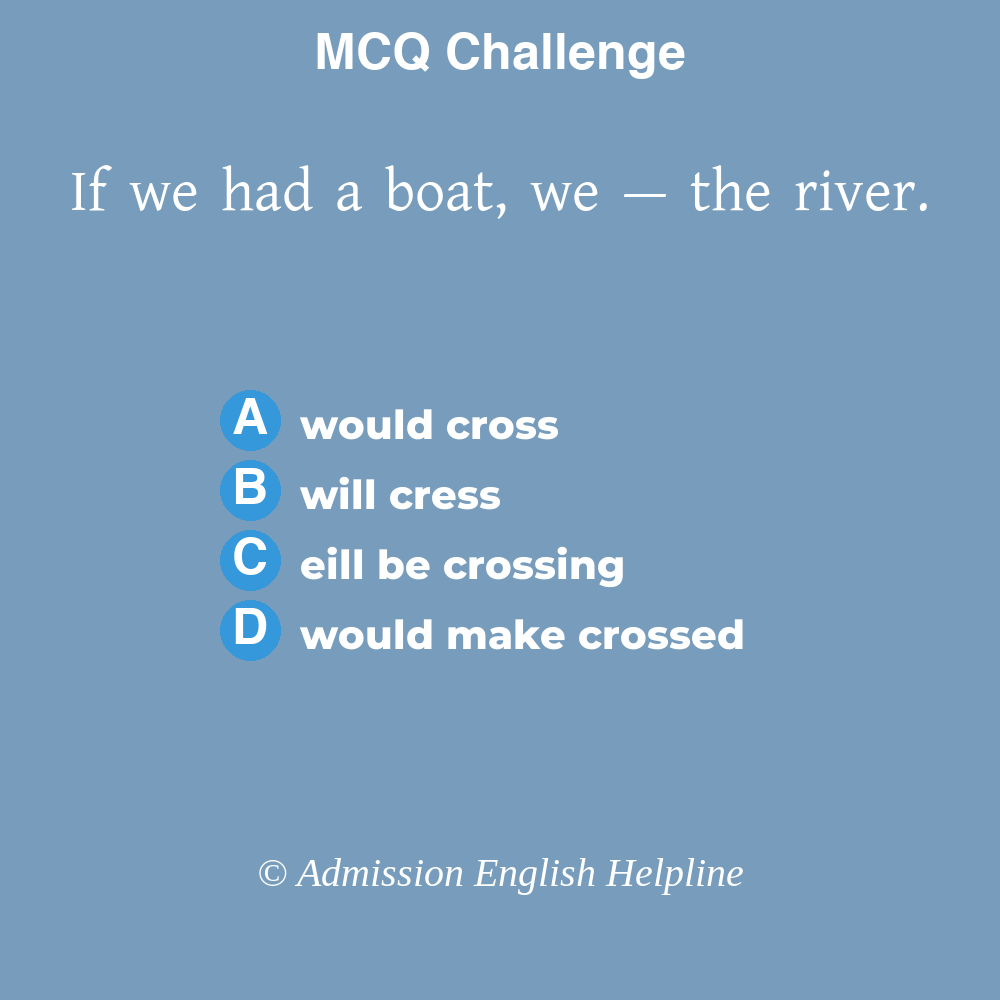 MCQ Challenge
If we had a boat, we — the river.
A would cross
B will cress
C eill be crossing
D would make crossed
© Admission English Helpline